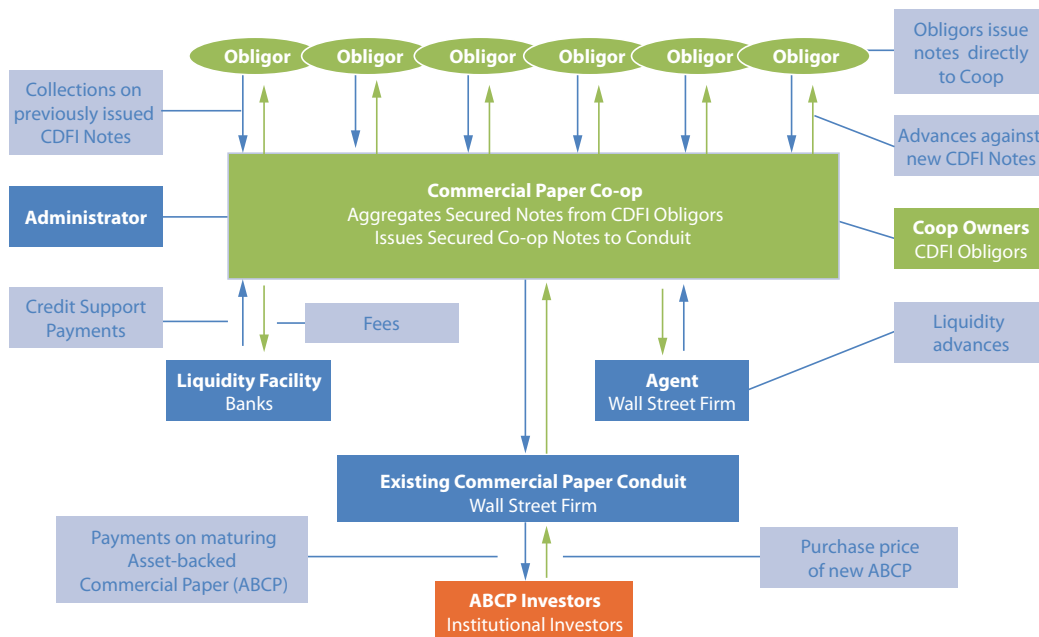 Obligor Obligor Obligor Obligor Obligor Obligor
Obligors issue
notes directly
to Coop
Collections on
previously issued
CDFI Notes
Advances against
new CDFI Notes
Commercial Paper Co-op
Aggregates Secured Notes from CDFI Obligors
Issues Secured Co-op Notes to Conduit
Administrator
Coop Owners
CDFI Obligors
Credit Support
Payments
Fees
Liquidity
advances
Liquidity Facility
Banks
Agent
Wall Street Firm
Existing Commercial Paper Conduit
Wall Street Firm
Payments on maturing
Asset-backed
Commercial Paper (ABCP)
Purchase price
of new ABCP
ABCP Investors
Institutional Investors